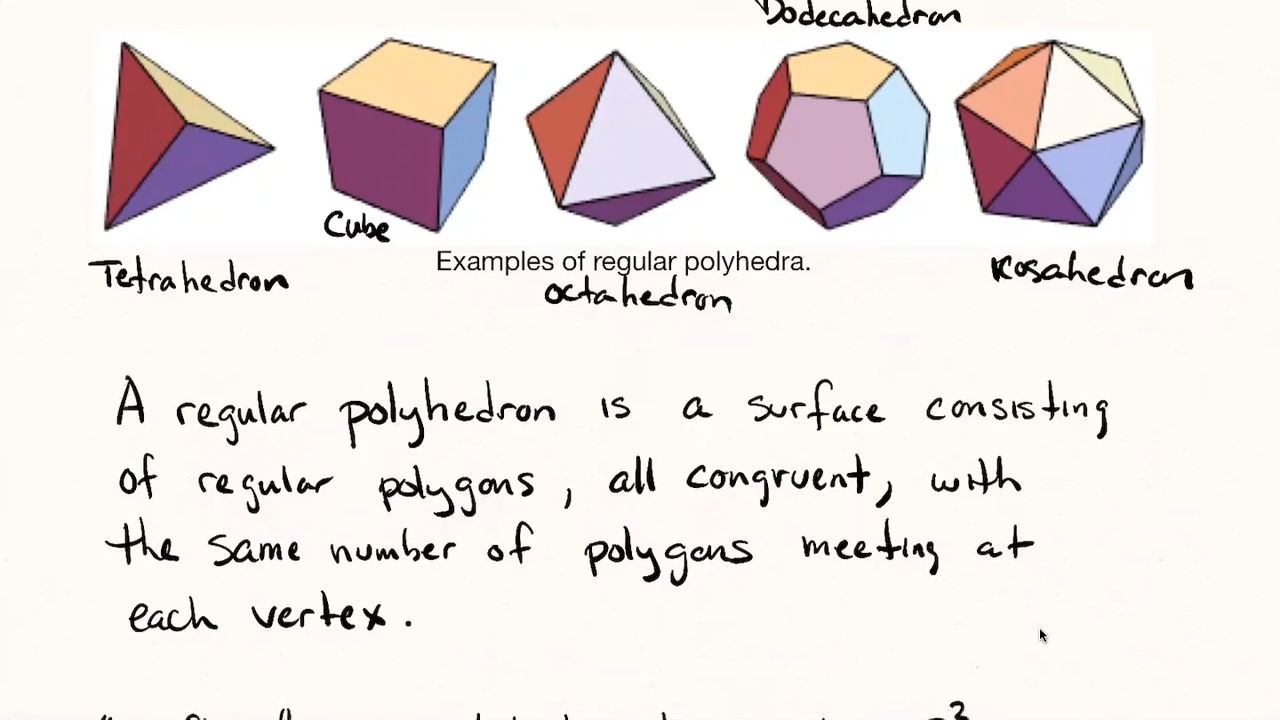 Dodecahedron
Cube
Examples of regular polyhedra.
Tetrahedron
octahedron
Icosahedron
A regular polyhedron is a surface consisting
of regular polygons, all congruent, with
the same number of polygons meeting at
each vertex.